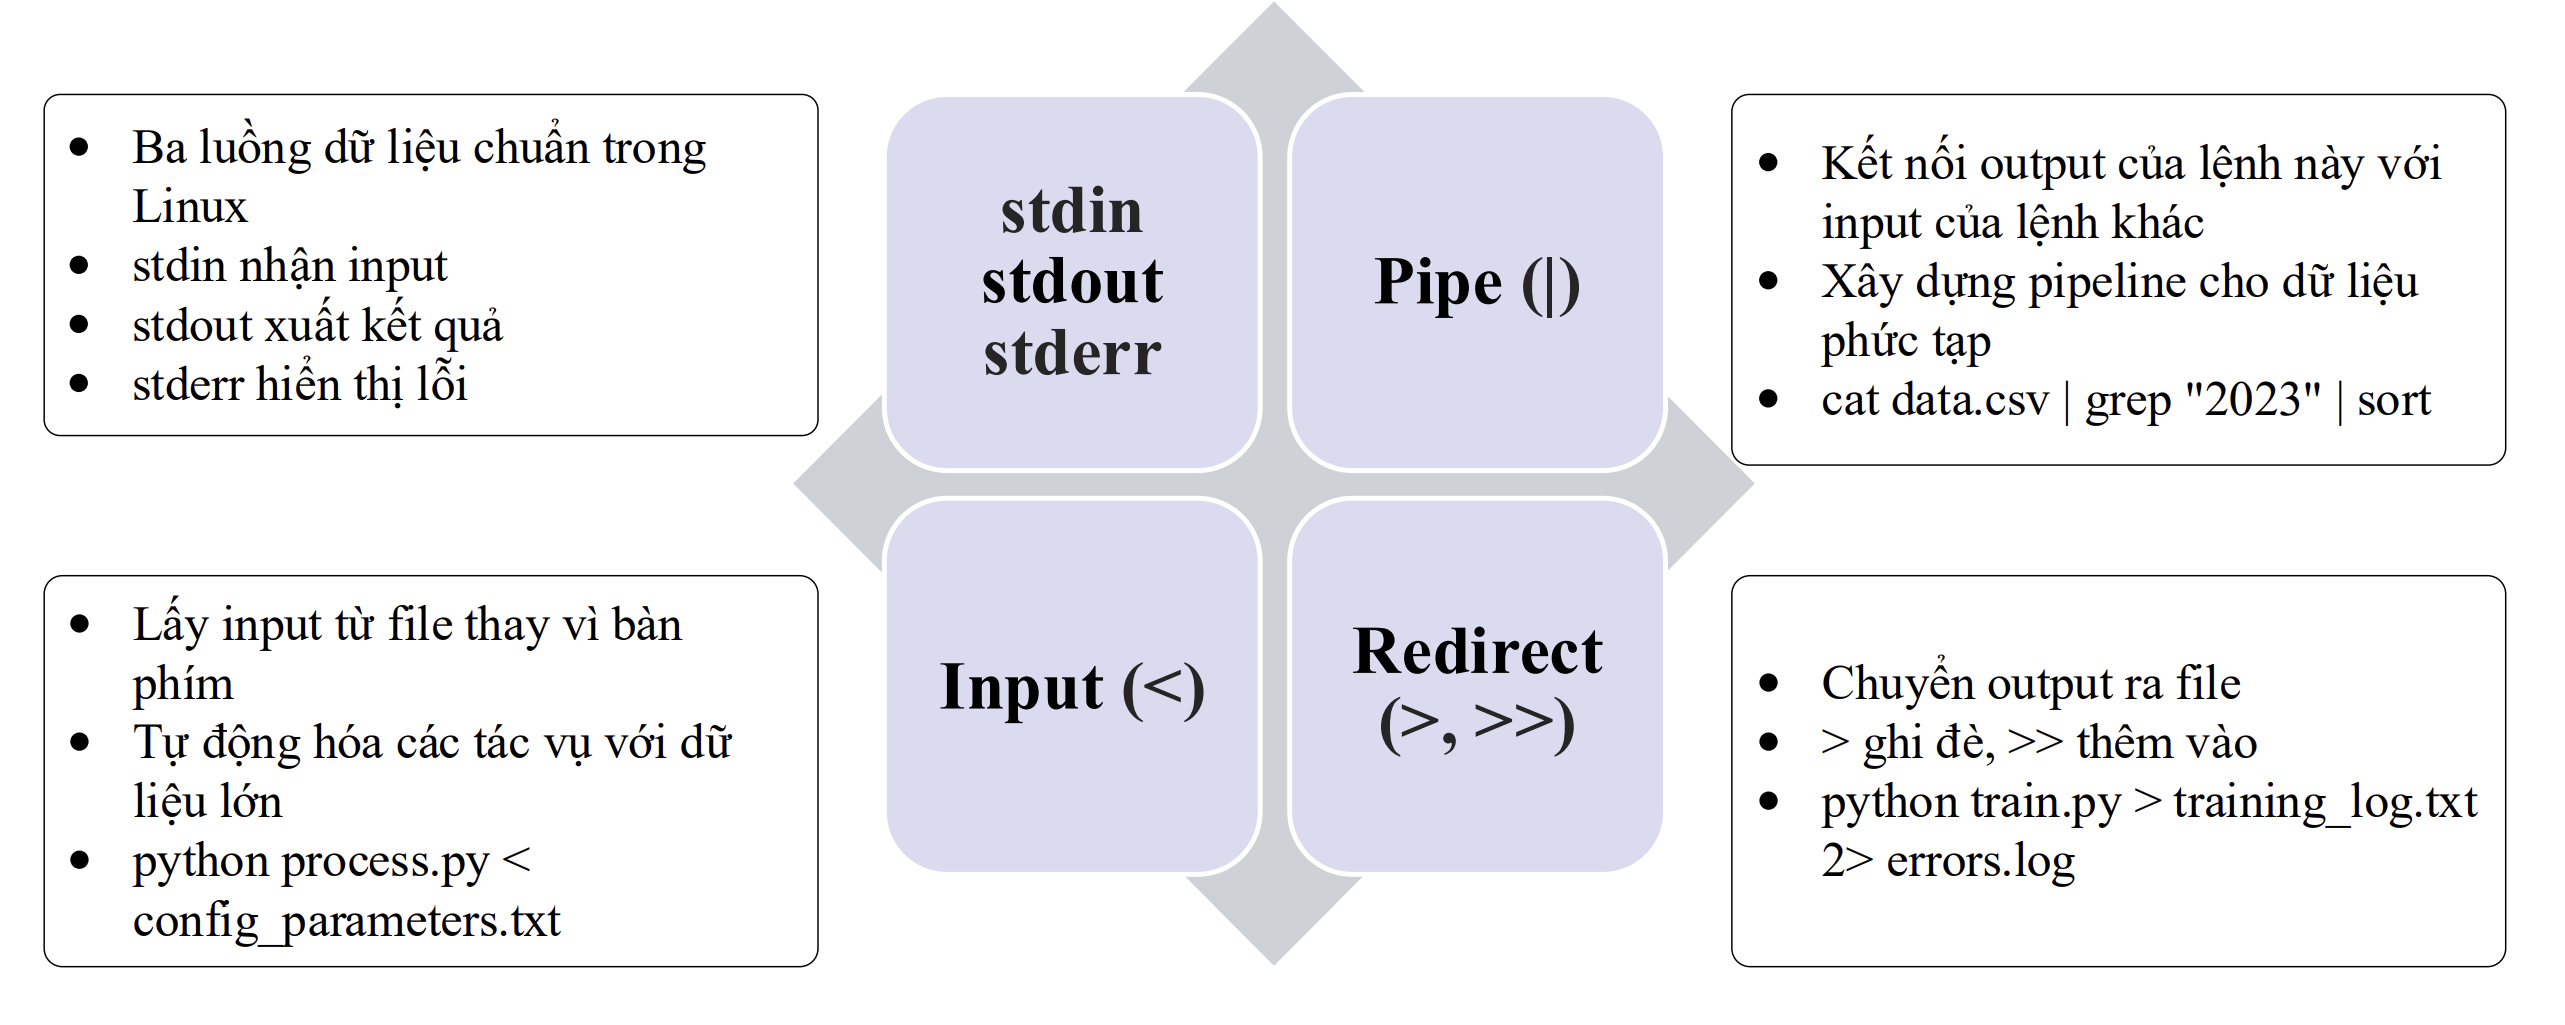 Ba luồng dữ liệu chuẩn trong
Linux
stdin nhận input
stdout xuất kết quả
stderr hiển thị lỗi
stdin
stdout
stderr
Pipe (|)
Kết nối output của lệnh này với
input của lệnh khác
Xây dựng pipeline cho dữ liệu
phức tạp
cat data.csv | grep "2023" | sort
Lấy input từ file thay vì bàn
phím
Tự động hóa các tác vụ với dữ
liệu lớn
python process.py <
config_parameters.txt
Input (<)
Redirect
(>, >>)
Chuyển output ra file
> ghi đè, >> thêm vào
python train.py > training_log.txt
2> errors.log